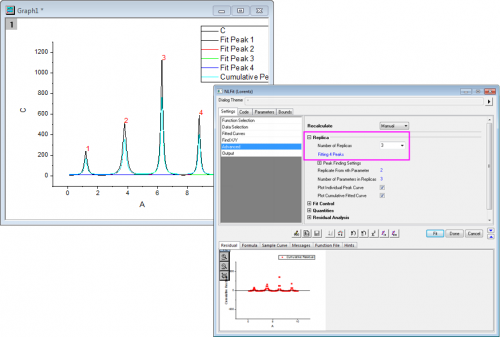 Graph1 *
1
C
Fit Peak 1
Fit Peak 2
Fit Peak 3
Fit Peak 4
Cumulative Pe
1200
1000
800
600
400
200
0
C
1
2
3
4
0 2 4 6 8
A
NLFit (Lorentz)
Dialog Theme
Settings Code Parameters Bounds
Function Selection
Data Selection
Fitted Curves
Find X/Y
Advanced
Output
Recalculate Manual
Replica
Number of Replicas 3
Fitting 4 Peaks
Peak Finding Settings
Replicate From nth Parameter 2
Number of Parameters in Replicas 3
Plot Individual Peak Curve
Plot Cumulative Fitted Curve
Fit Control
Quantities
Residual Analysis
Fit Done Cancel
Residual Formula Sample Curve Messages Function File Hints
0
A